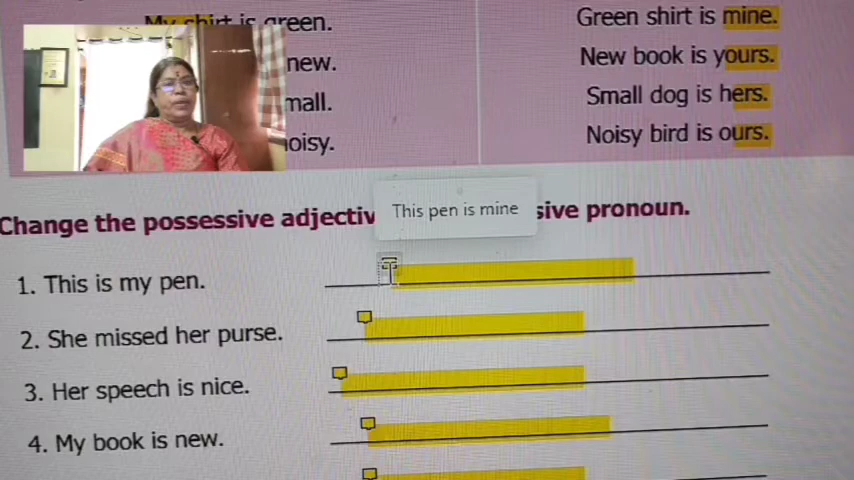 My shirt is green.
new.
mall.
noisy.
Green shirt is mine.
New book is yours.
Small dog is hers.
Noisy bird is ours.
This pen is mine
Change the possessive adjectiv sive pronoun.
1. This is my pen.
2. She missed her purse.
3. Her speech is nice.
4. My book is new.